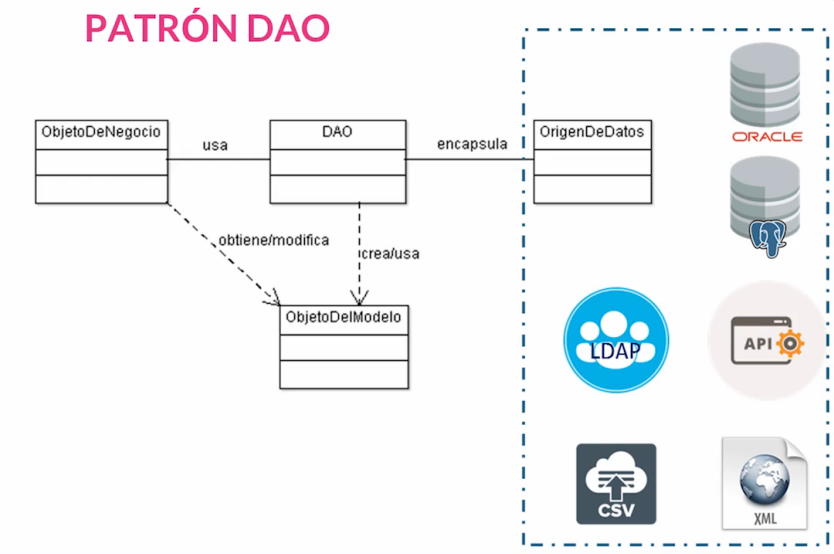 PATRÓN DAO
ObjetoDeNegocio
usa
DAO
encapsula
OrigenDeDatos
ORACLE
obtiene/modifica
crea/usa
ObjetoDelModelo
LDAP
API
CSV
XML